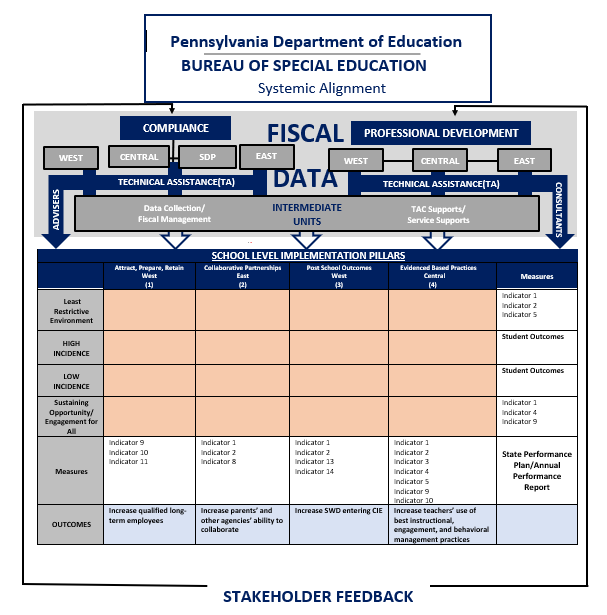 Pennsylvania Department of Education
BUREAU OF SPECIAL EDUCATION
Systemic Alignment
COMPLIANCE
FISCAL
PROFESSIONAL DEVELOPMENT
WEST
CENTRAL
SDP
EAST
WEST
CENTRAL
EAST
TECHNICAL ASSISTANCE(TA)
DATA
TECHNICAL ASSISTANCE(TA)
ADVISERS
CONSULTANTS
Data Collection/
Fiscal Management
INTERMEDIATE
UNITS
TAC Supports/
Service Supports
SCHOOL LEVEL IMPLEMENTATION PILLARS
Attract, Prepare, Retain
West
(1)
Collaborative Partnerships
East
(2)
Post School Outcomes
West
(3)
Evidenced Based Practices
Central
(4)
Measures
Least
Restrictive
Environment
Indicator 1
Indicator 2
Indicator 5
HIGH
INCIDENCE
Student Outcomes
LOW
INCIDENCE
Student Outcomes
Sustaining
Opportunity/
Engagement for
All
Indicator 1
Indicator 4
Indicator 9
Measures
Indicator 9
Indicator 10
Indicator 11
Indicator 1
Indicator 2
Indicator 8
Indicator 1
Indicator 2
Indicator 13
Indicator 14
Indicator 1
Indicator 2
Indicator 3
Indicator 4
Indicator 5
Indicator 9
Indicator 10
State Performance
Plan/Annual
Performance
Report
OUTCOMES
Increase qualified long-
term employees
Increase parents' and
other agencies' ability to
collaborate
Increase SWD entering CIE
Increase teachers' use of
best instructional,
engagement, and behavioral
management practices
STAKEHOLDER FEEDBACK